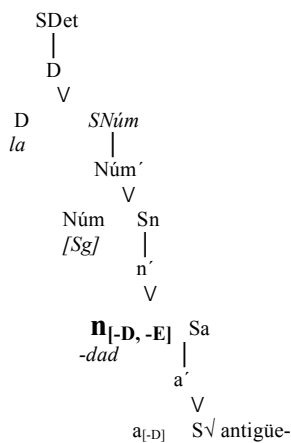 SDet
D
D SNúm
la
Núm´
Núm Sn
[Sg]
n´
n[-D, -E] Sa
-dad
a´
a[-D] S√ antigüe-